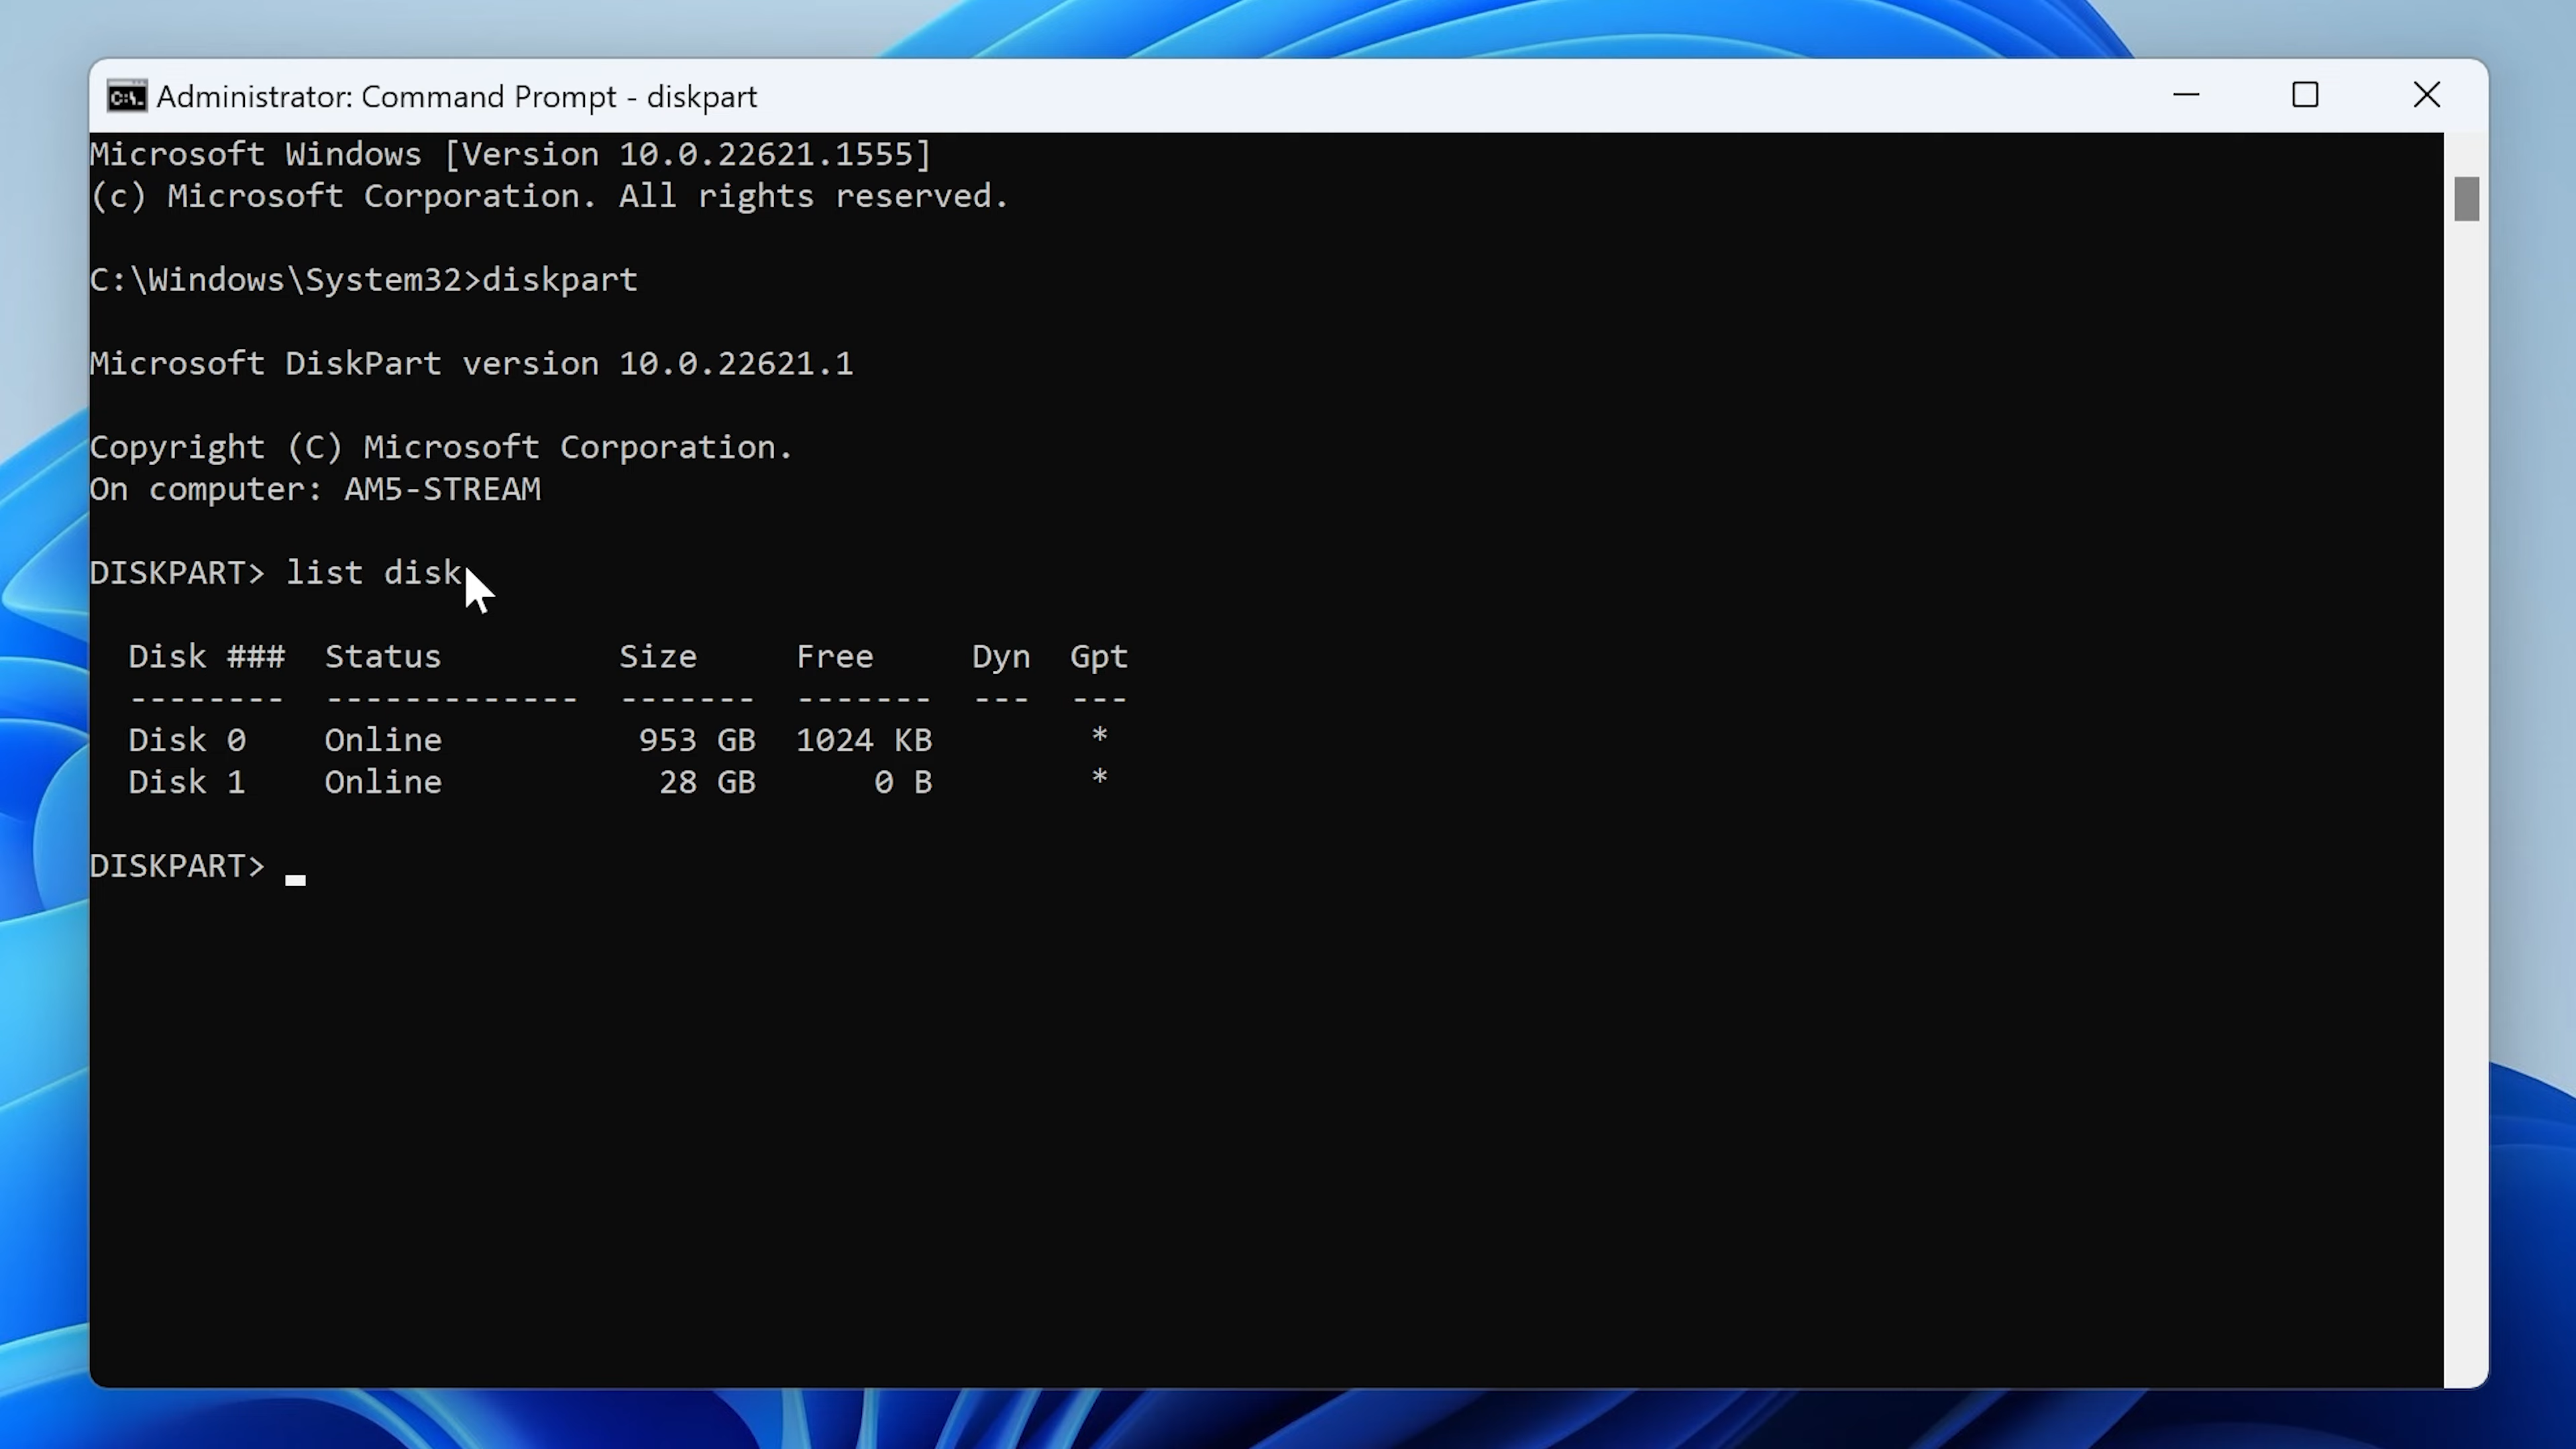 Administrator: Command Prompt - diskpart
Microsoft Windows [Version 10.0.22621.1555]
(c) Microsoft Corporation. All rights reserved.
C:\Windows\System32>diskpart
Microsoft DiskPart version 10.0.22621.1
Copyright (C) Microsoft Corporation.
On computer: AM5-STREAM
DISKPART> list disk
  Disk ###  Status         Size     Free     Dyn  Gpt
  --------  -------------  -------  -------  ---  ---
  Disk 0    Online          953 GB  1024 KB        *
  Disk 1    Online           28 GB      0 B        *
DISKPART>